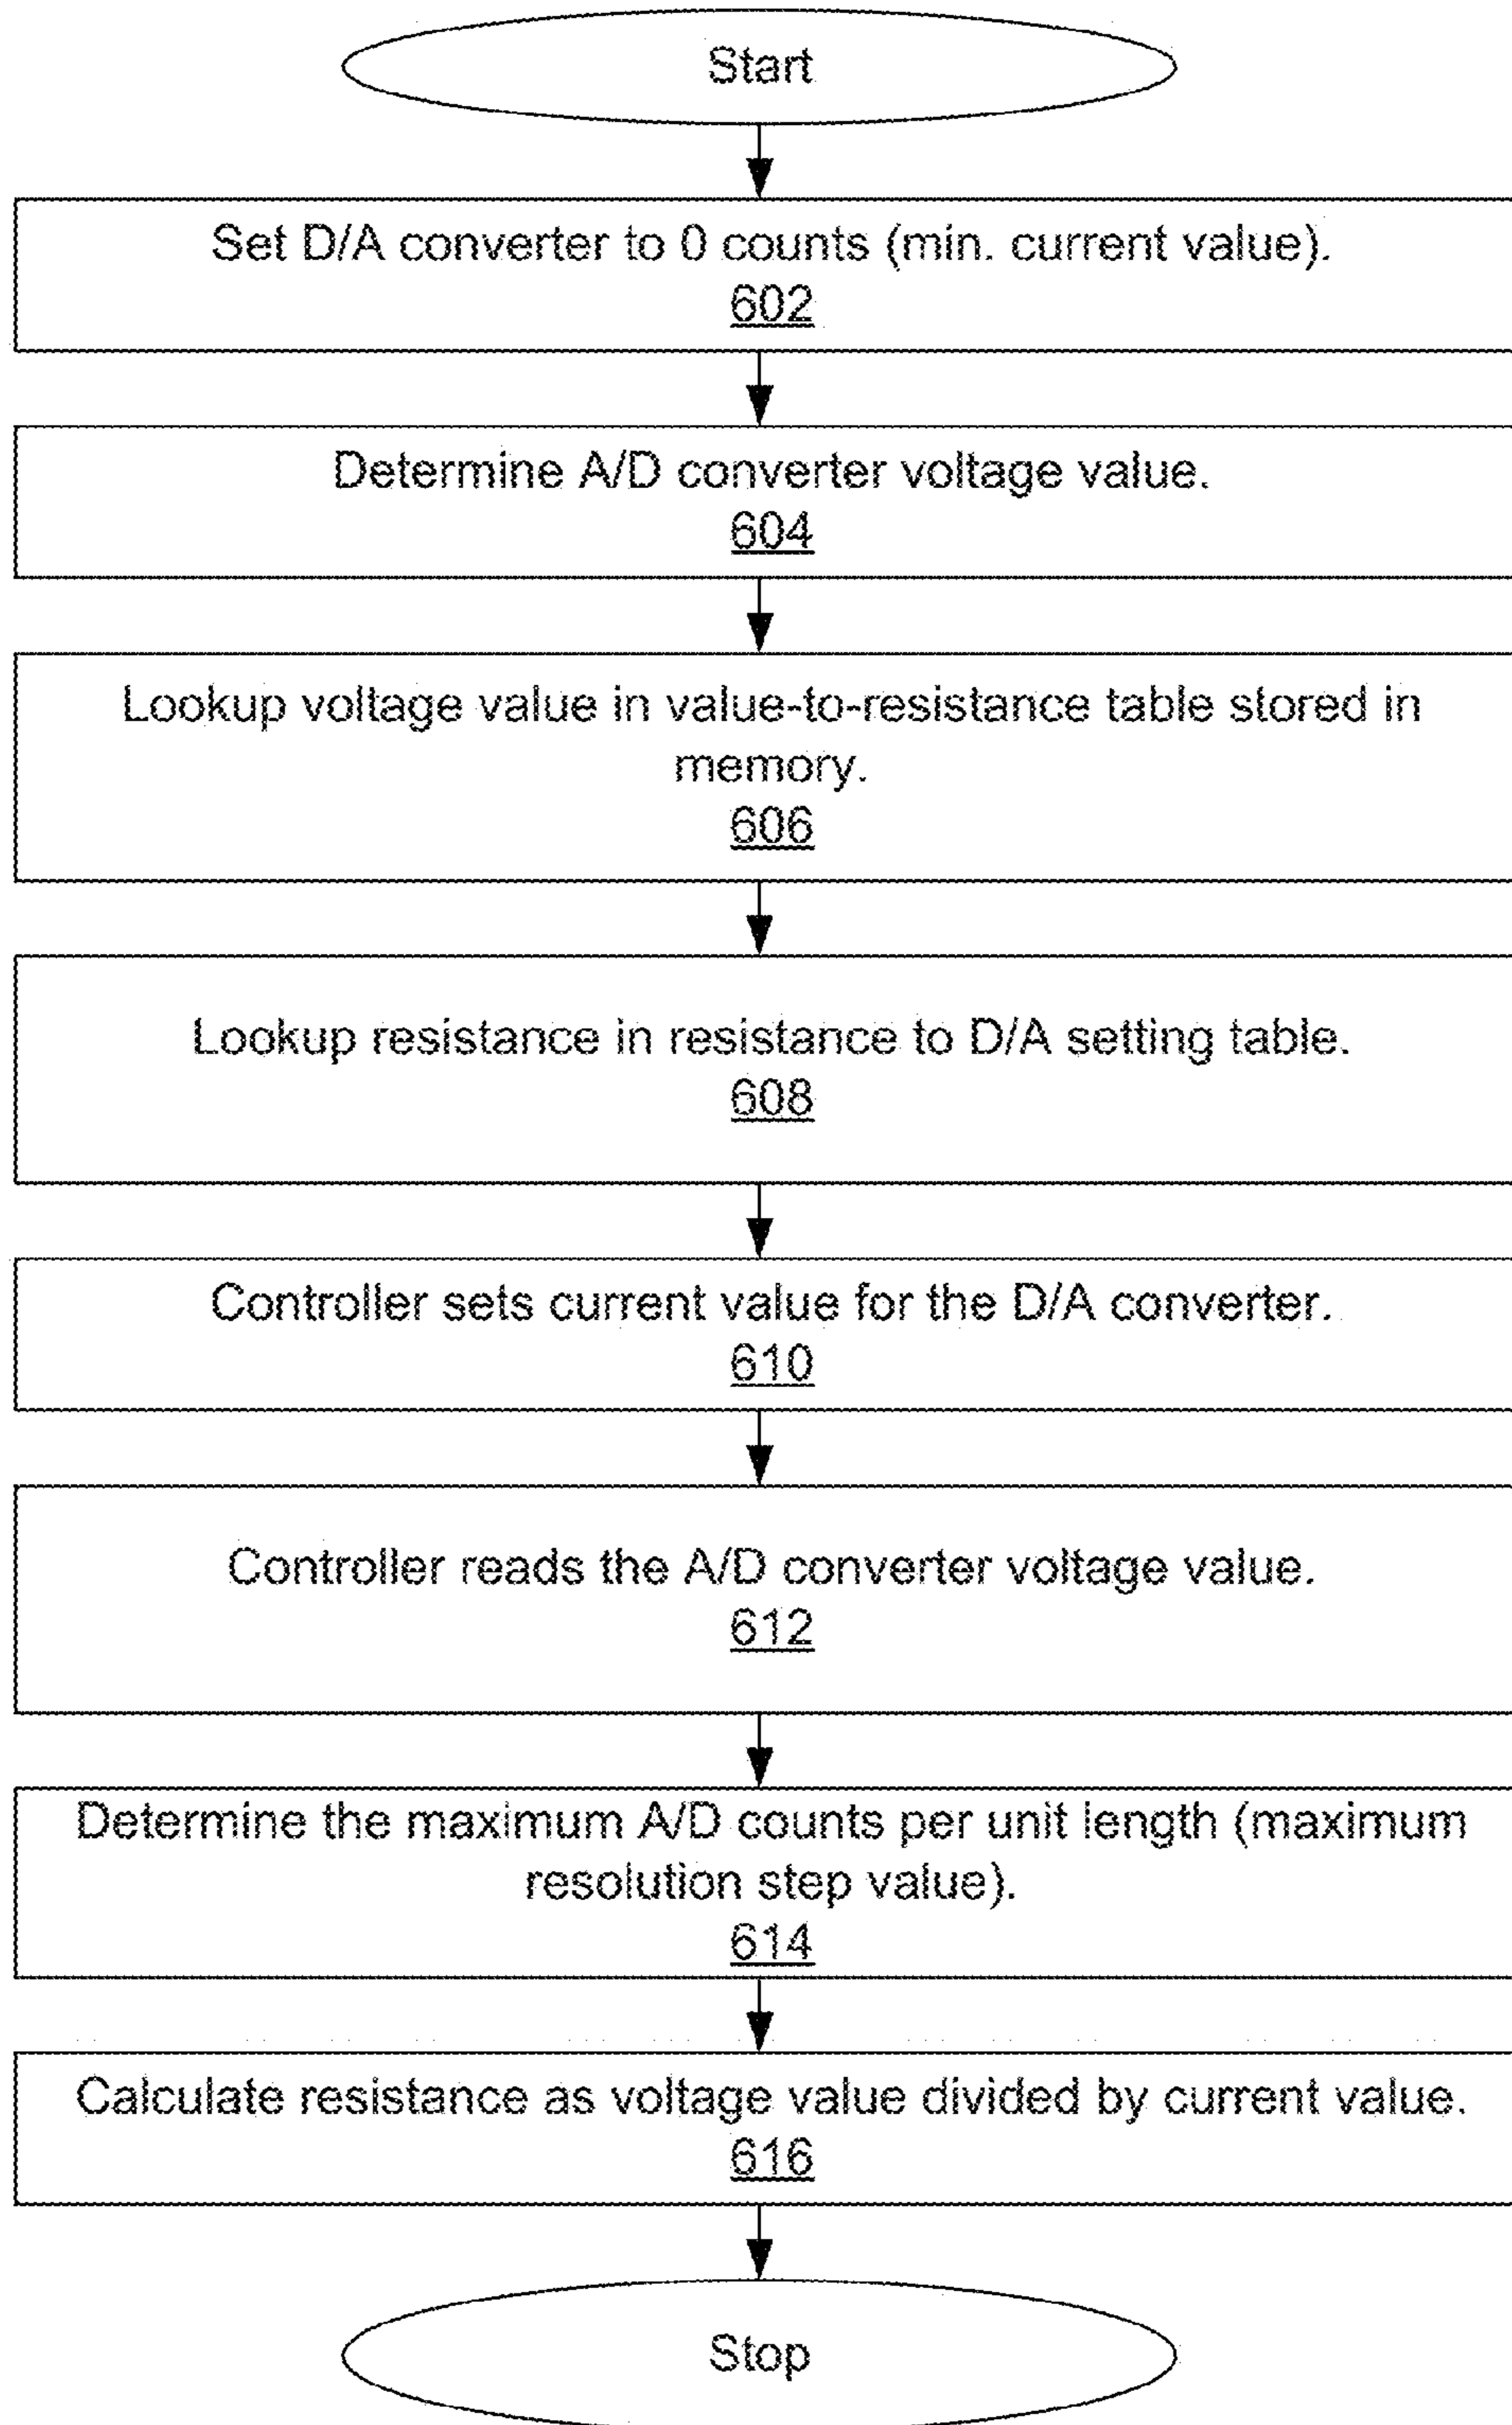 Start
Set D/A converter to 0 counts (min. current value).
602
Determine A/D converter voltage value.
604
Lookup voltage value in value-to-resistance table stored in
memory.
606
Lookup resistance in resistance to D/A setting table.
608
Controller sets current value for the D/A converter.
610
Controller reads the A/D converter voltage value.
612
Determine the maximum A/D counts per unit length (maximum
resolution step value).
614
Calculate resistance as voltage value divided by current value.
616
Stop